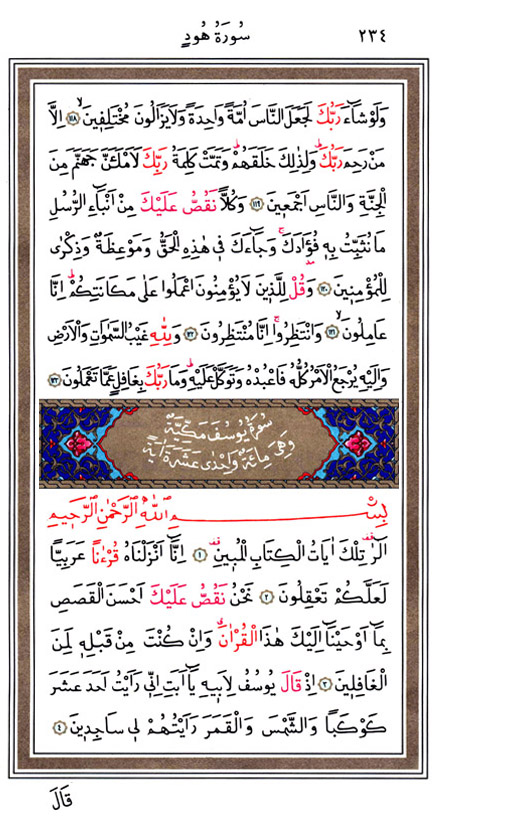 سُورَةُ هُودٍ ٢٣٤
وَلَوْ شَاءَ رَبُّكَ لَجَعَلَ النَّاسَ اُمَّةً وَاحِدَةً وَلَا يَزَالُونَ مُخْتَلِفِينَۙ ١١٨ اِلَّا
مَنْ رَحِمَ رَبُّكَۜ وَلِذٰلِكَ خَلَقَهُمْۜ وَتَمَّتْ كَلِمَةُ رَبِّكَ لَاَمْلَـَٔنَّ جَهَنَّمَ مِنَ
الْجِنَّةِ وَالنَّاسِ اَجْمَعِينَ ١١٩ وَكُلًّا نَقُصُّ عَلَيْكَ مِنْ اَنْبَاءِ الرُّسُلِ
مَا نُثَبِّتُ بِهِ فُؤَادَكَۚ وَجَاءَكَ فِي هٰذِهِ الْحَقُّ وَمَوْعِظَةٌ وَذِكْرٰى
لِلْمُؤْمِنِينَ ١٢٠ وَقُلْ لِلَّذِينَ لَا يُؤْمِنُونَ اعْمَلُوا عَلٰى مَكَانَتِكُمْۜ اِنَّا
عَامِلُونَۙ ١٢١ وَانْتَظِرُواۚ اِنَّا مُنْتَظِرُونَ ١٢٢ وَلِلّٰهِ غَيْبُ السَّمٰوَاتِ وَالْاَرْضِ
وَاِلَيْهِ يُرْجَعُ الْاَمْرُ كُلُّهُ فَاعْبُدْهُ وَتَوَكَّلْ عَلَيْهِۜ وَمَا رَبُّكَ بِغَافِلٍ عَمَّا تَعْمَلُونَ ١٢٣
سُورَةُ يُوسُفَ مَكِّيَّةٌ
وَهِيَ مِائَةٌ وَاِحْدٰى عَشْرَةَ اٰيَةً
بِسْمِ اللّٰهِ الرَّحْمٰنِ الرَّحِيمِ
الٓرٰ تِلْكَ اٰيَاتُ الْكِتَابِ الْمُبِينِ ١ اِنَّا اَنْزَلْنَاهُ قُرْءٰنًا عَرَبِيًّا
لَعَلَّكُمْ تَعْقِلُونَ ٢ نَحْنُ نَقُصُّ عَلَيْكَ اَحْسَنَ الْقَصَصِ
بِمَا اَوْحَيْنَا اِلَيْكَ هٰذَا الْقُرْاٰنَۗ وَاِنْ كُنْتَ مِنْ قَبْلِهِ لَمِنَ
الْغَافِلِينَ ٣ اِذْ قَالَ يُوسُفُ لِاَبِيهِ يَا اَبَتِ اِنِّي رَاَيْتُ اَحَدَ عَشَرَ
كَوْكَبًا وَالشَّمْسَ وَالْقَمَرَ رَاَيْتُهُمْ لِي سَاجِدِينَ ٤
قَالَ